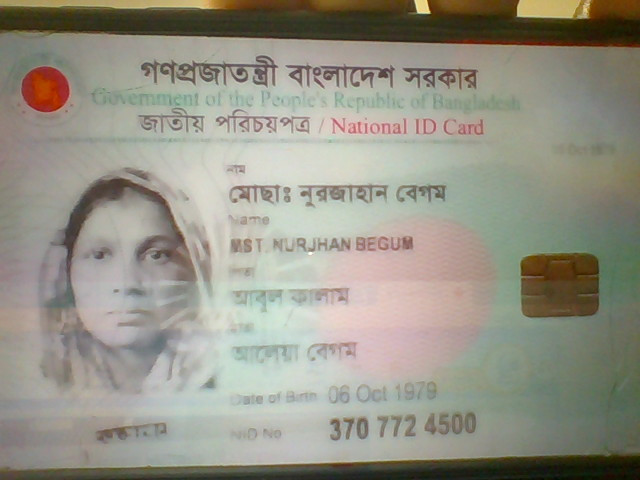 গণপ্রজাতন্ত্রী বাংলাদেশ সরকার
Government of the People's Republic of Bangladesh
জাতীয় পরিচয়পত্র / National ID Card
নাম
মোছাঃ নুরজাহান বেগম
Name
MST. NURJHAN BEGUM
আবুল কালাম
আলেয়া বেগম
Date of Birth 06 Oct 1979
NID No 370 772 4500